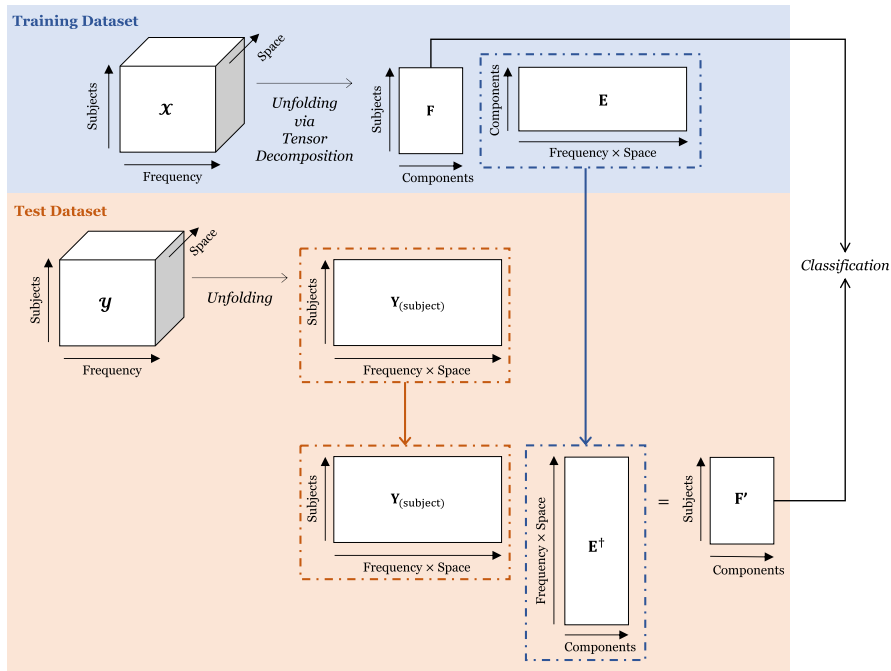 Training Dataset
Space
Subjects
𝒳
Frequency
Unfolding
via
Tensor
Decomposition
Subjects
F
Components
Components
E
Frequency × Space
Test Dataset
Space
Subjects
𝒴
Frequency
Unfolding
Subjects
Y(subject)
Frequency × Space
Classification
Subjects
Y(subject)
Frequency × Space
Frequency × Space
E†
Components
=
Subjects
F′
Components